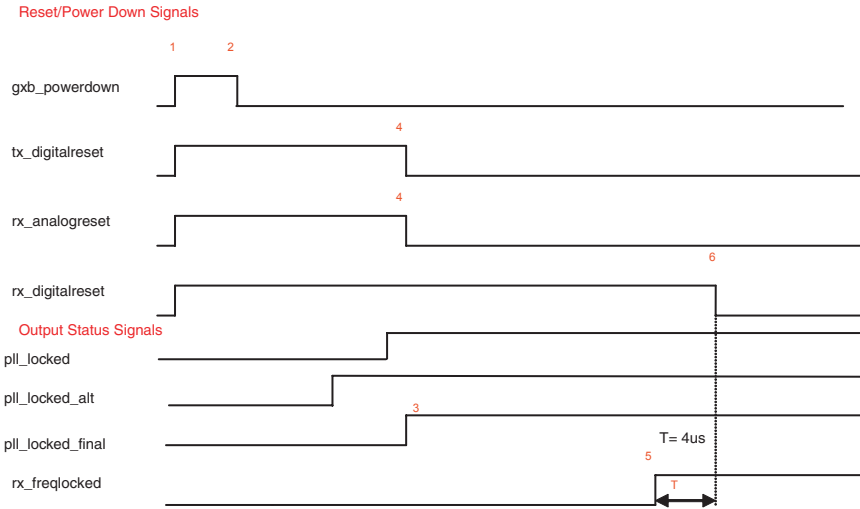 Reset/Power Down Signals
1
2
gxb_powerdown
4
tx_digitalreset
4
rx_analogreset
6
rx_digitalreset
Output Status Signals
pll_locked
pll_locked_alt
3
pll_locked_final
T= 4us
5
rx_freqlocked
T